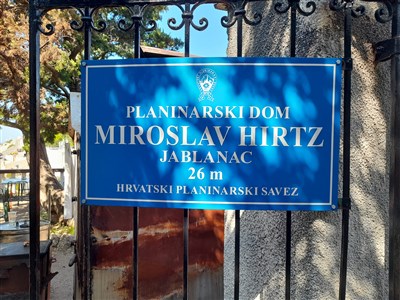 PLANINARSKI DOM
MIROSLAV HIRTZ
JABLANAC
26 m
HRVATSKI PLANINARSKI SAVEZ